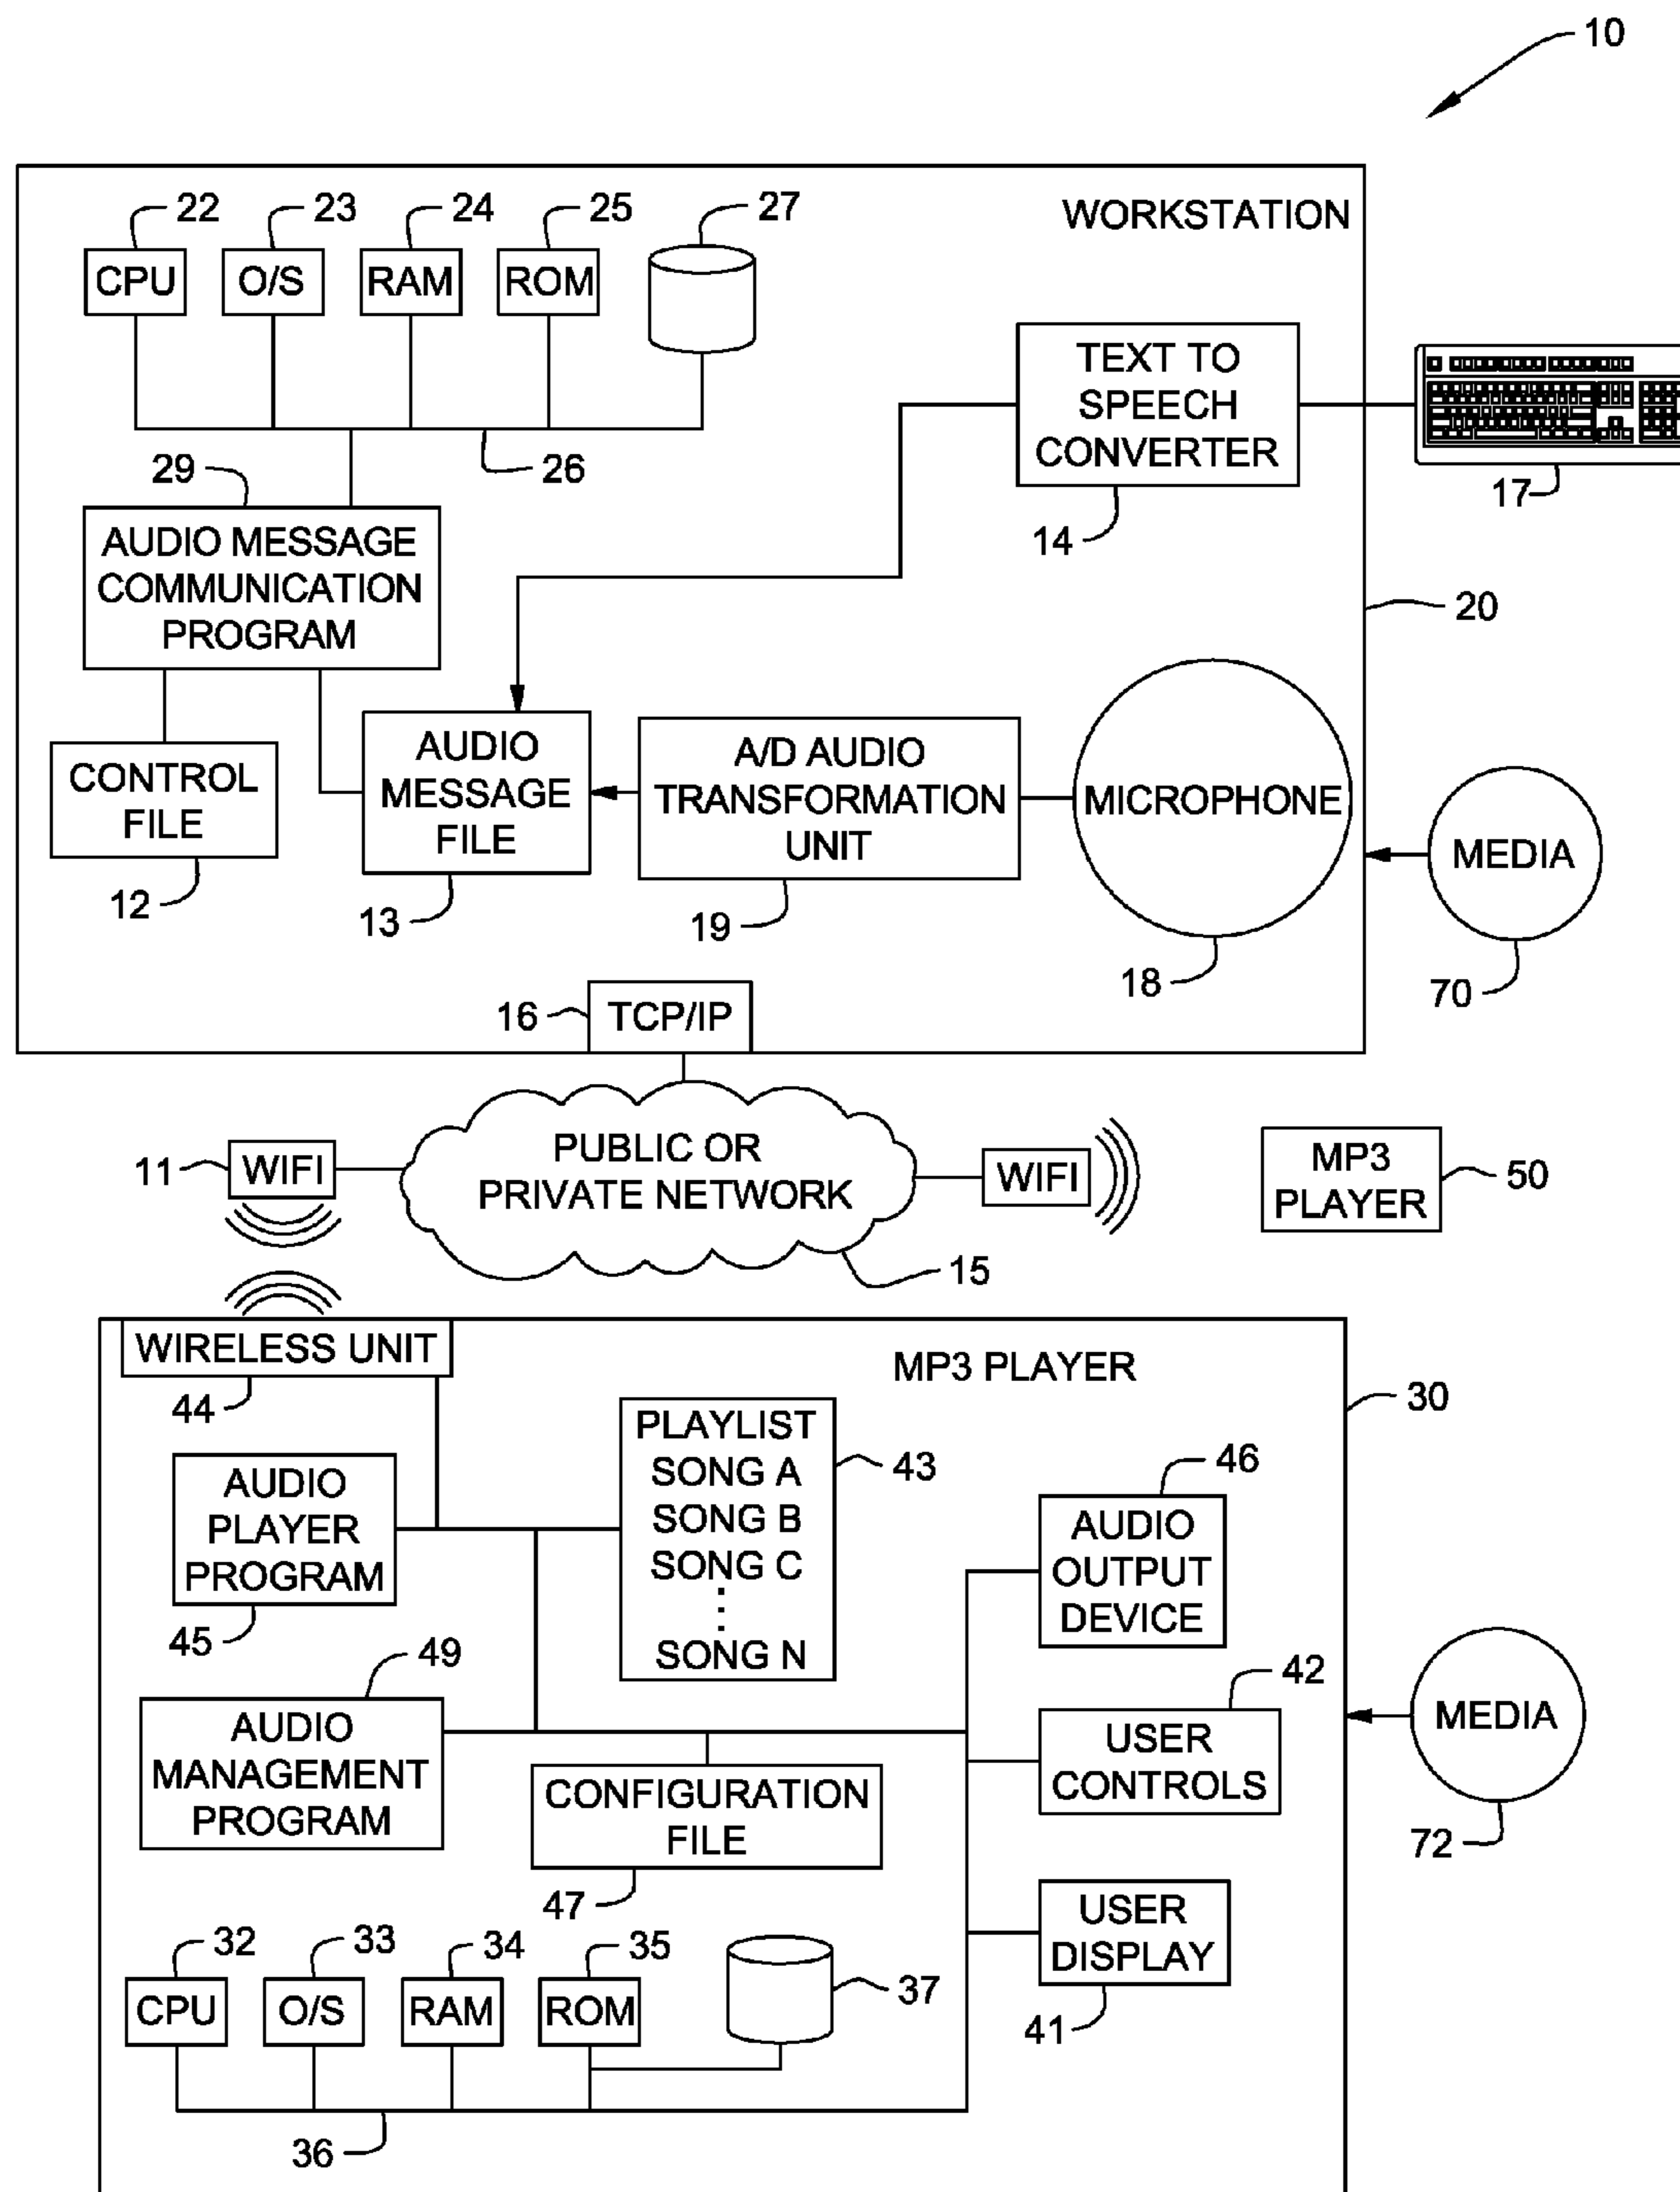 10
22
23
24
25
27
WORKSTATION
CPU
O/S
RAM
ROM
TEXT TO
SPEECH
CONVERTER
29
26
17
14
AUDIO MESSAGE
COMMUNICATION
PROGRAM
20
CONTROL
FILE
AUDIO
MESSAGE
FILE
A/D AUDIO
TRANSFORMATION
UNIT
MICROPHONE
MEDIA
12
13
19
18
70
16
TCP/IP
11
WIFI
PUBLIC OR
PRIVATE NETWORK
WIFI
MP3
PLAYER
50
15
WIRELESS UNIT
MP3 PLAYER
44
30
PLAYLIST
SONG A
SONG B
SONG C
SONG N
43
46
AUDIO
PLAYER
PROGRAM
AUDIO
OUTPUT
DEVICE
45
49
42
AUDIO
MANAGEMENT
PROGRAM
USER
CONTROLS
MEDIA
CONFIGURATION
FILE
72
47
USER
DISPLAY
32
33
34
35
37
CPU
O/S
RAM
ROM
41
36